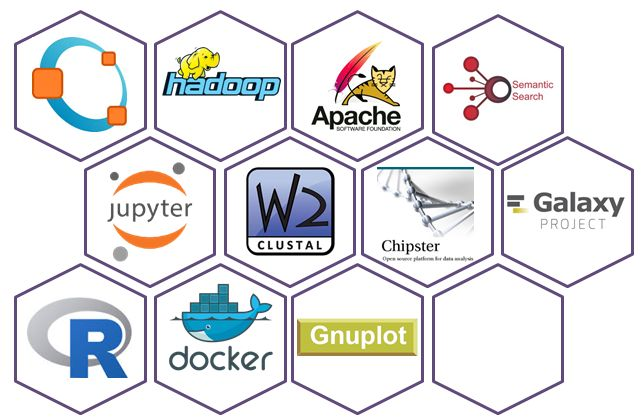 hadoop
Apache
SOFTWARE FOUNDATION
Semantic
Search
jupyter
W2
CLUSTAL
Chipster
Open source platform for data analysis
Galaxy
PROJECT
R
docker
Gnuplot